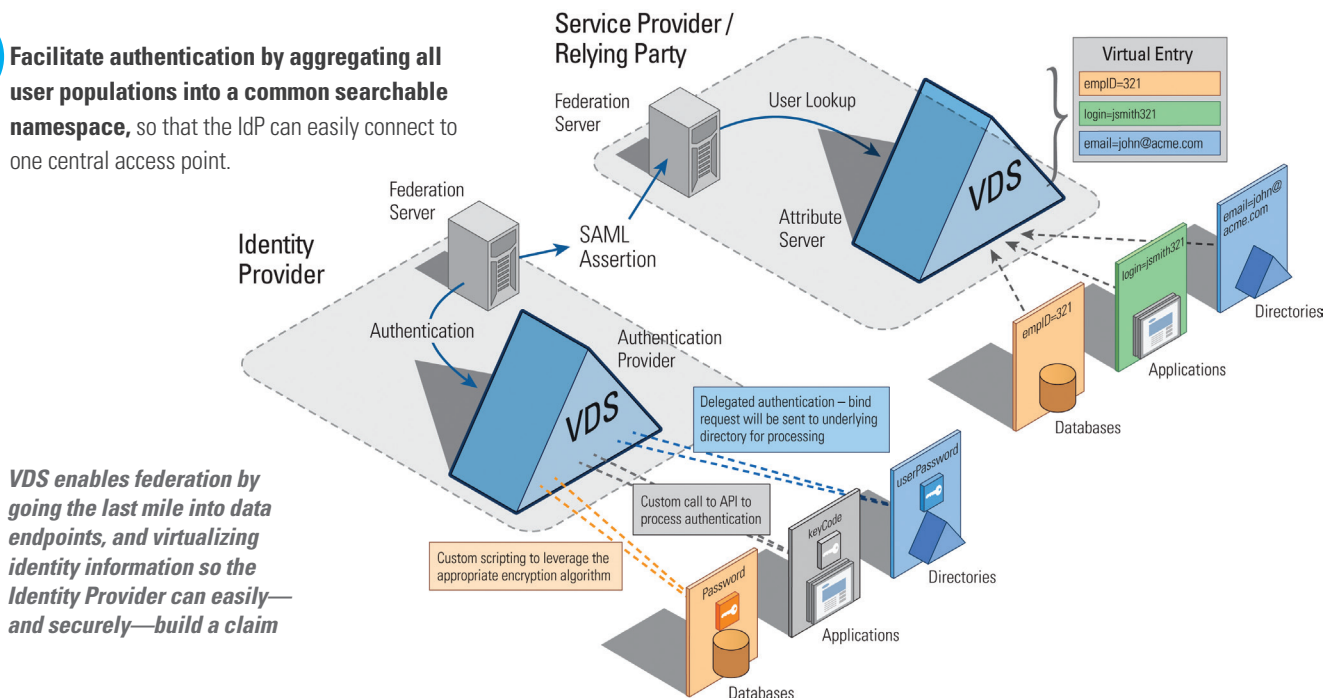 Facilitate authentication by aggregating all
user populations into a common searchable
namespace, so that the IdP can easily connect to
one central access point.
Service Provider /
Relying Party
Federation
Server
User Lookup
Attribute
Server
VDS
Virtual Entry
empID=321
login=jsmith321
email=john@acme.com
email=john@
acme.com
Directories
login=jsmith321
Applications
empID=321
Databases
Identity
Provider
Federation
Server
SAML
Assertion
Authentication
Authentication
Provider
VDS
Delegated authentication – bind
request will be sent to underlying
directory for processing
Custom call to API to
process authentication
Custom scripting to leverage the
appropriate encryption algorithm
userPassword
Directories
keyCode
Applications
Password
Databases
VDS enables federation by
going the last mile into data
endpoints, and virtualizing
identity information so the
Identity Provider can easily—
and securely—build a claim